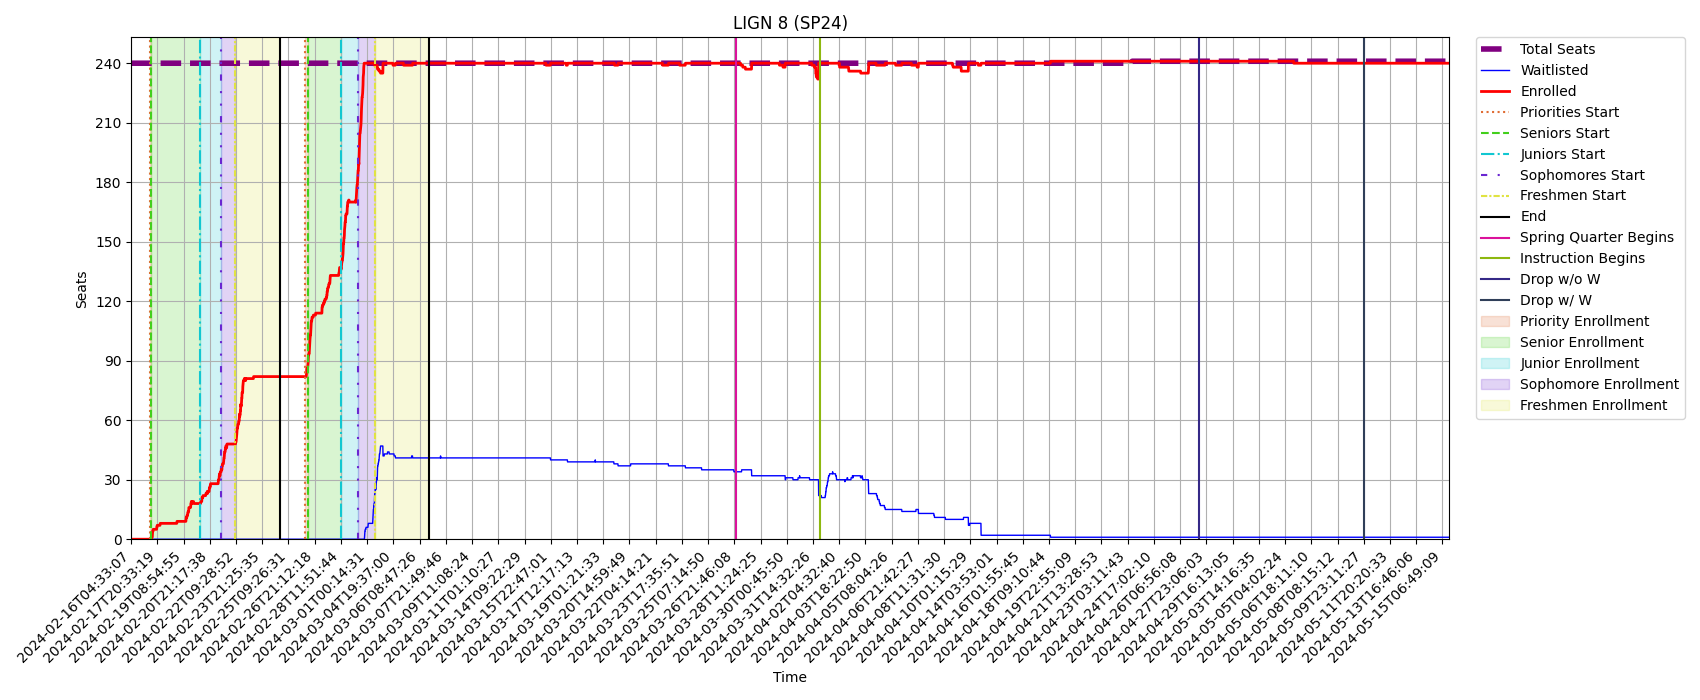 LIGN 8 (SP24)
Seats
240
210
180
150
120
90
60
30
0
2024-02-16T04:33:07
2024-02-17T20:33:19
2024-02-19T08:54:55
2024-02-20T21:17:38
2024-02-22T09:28:52
2024-02-23T21:25:35
2024-02-25T09:26:31
2024-02-26T21:12:18
2024-02-28T11:51:44
2024-03-01T00:14:31
2024-03-04T19:37:00
2024-03-06T08:47:26
2024-03-07T21:49:46
2024-03-09T11:08:24
2024-03-11T01:10:27
2024-03-14T09:22:29
2024-03-15T22:47:01
2024-03-17T12:17:13
2024-03-19T01:21:33
2024-03-20T14:59:49
2024-03-22T04:14:21
2024-03-23T17:35:51
2024-03-25T07:14:50
2024-03-26T21:46:08
2024-03-28T11:24:25
2024-03-30T00:45:50
2024-03-31T14:32:26
2024-04-02T04:32:40
2024-04-03T18:22:50
2024-04-05T08:04:26
2024-04-06T21:42:27
2024-04-08T11:31:30
2024-04-10T01:15:29
2024-04-14T03:53:01
2024-04-16T01:55:45
2024-04-18T09:10:44
2024-04-19T22:55:09
2024-04-21T13:28:53
2024-04-23T03:11:43
2024-04-24T17:02:10
2024-04-26T06:56:08
2024-04-27T23:06:03
2024-04-29T16:13:05
2024-05-03T14:16:35
2024-05-05T04:02:24
2024-05-06T18:11:10
2024-05-08T08:15:12
2024-05-09T23:11:27
2024-05-11T20:20:33
2024-05-13T16:46:06
2024-05-15T06:49:09
Time
Total Seats
Waitlisted
Enrolled
Priorities Start
Seniors Start
Juniors Start
Sophomores Start
Freshmen Start
End
Spring Quarter Begins
Instruction Begins
Drop w/o W
Drop w/ W
Priority Enrollment
Senior Enrollment
Junior Enrollment
Sophomore Enrollment
Freshmen Enrollment